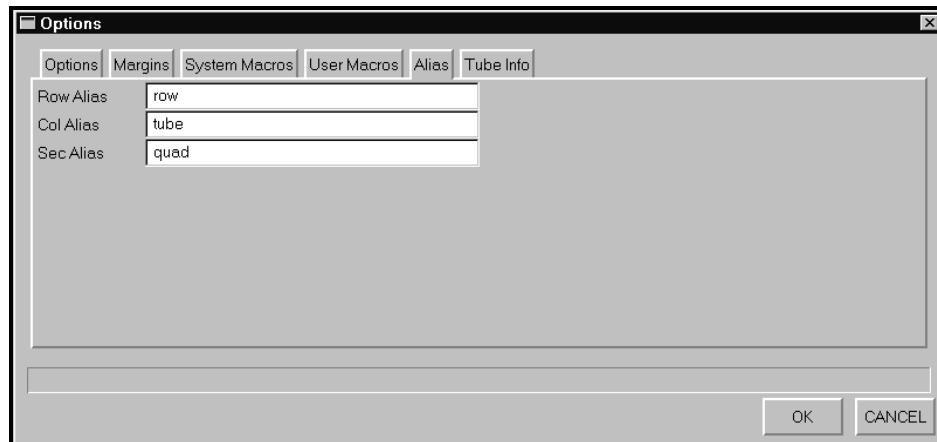 Options
Options Margins System Macros User Macros Alias Tube Info
Row Alias row
Col Alias tube
Sec Alias quad
OK CANCEL